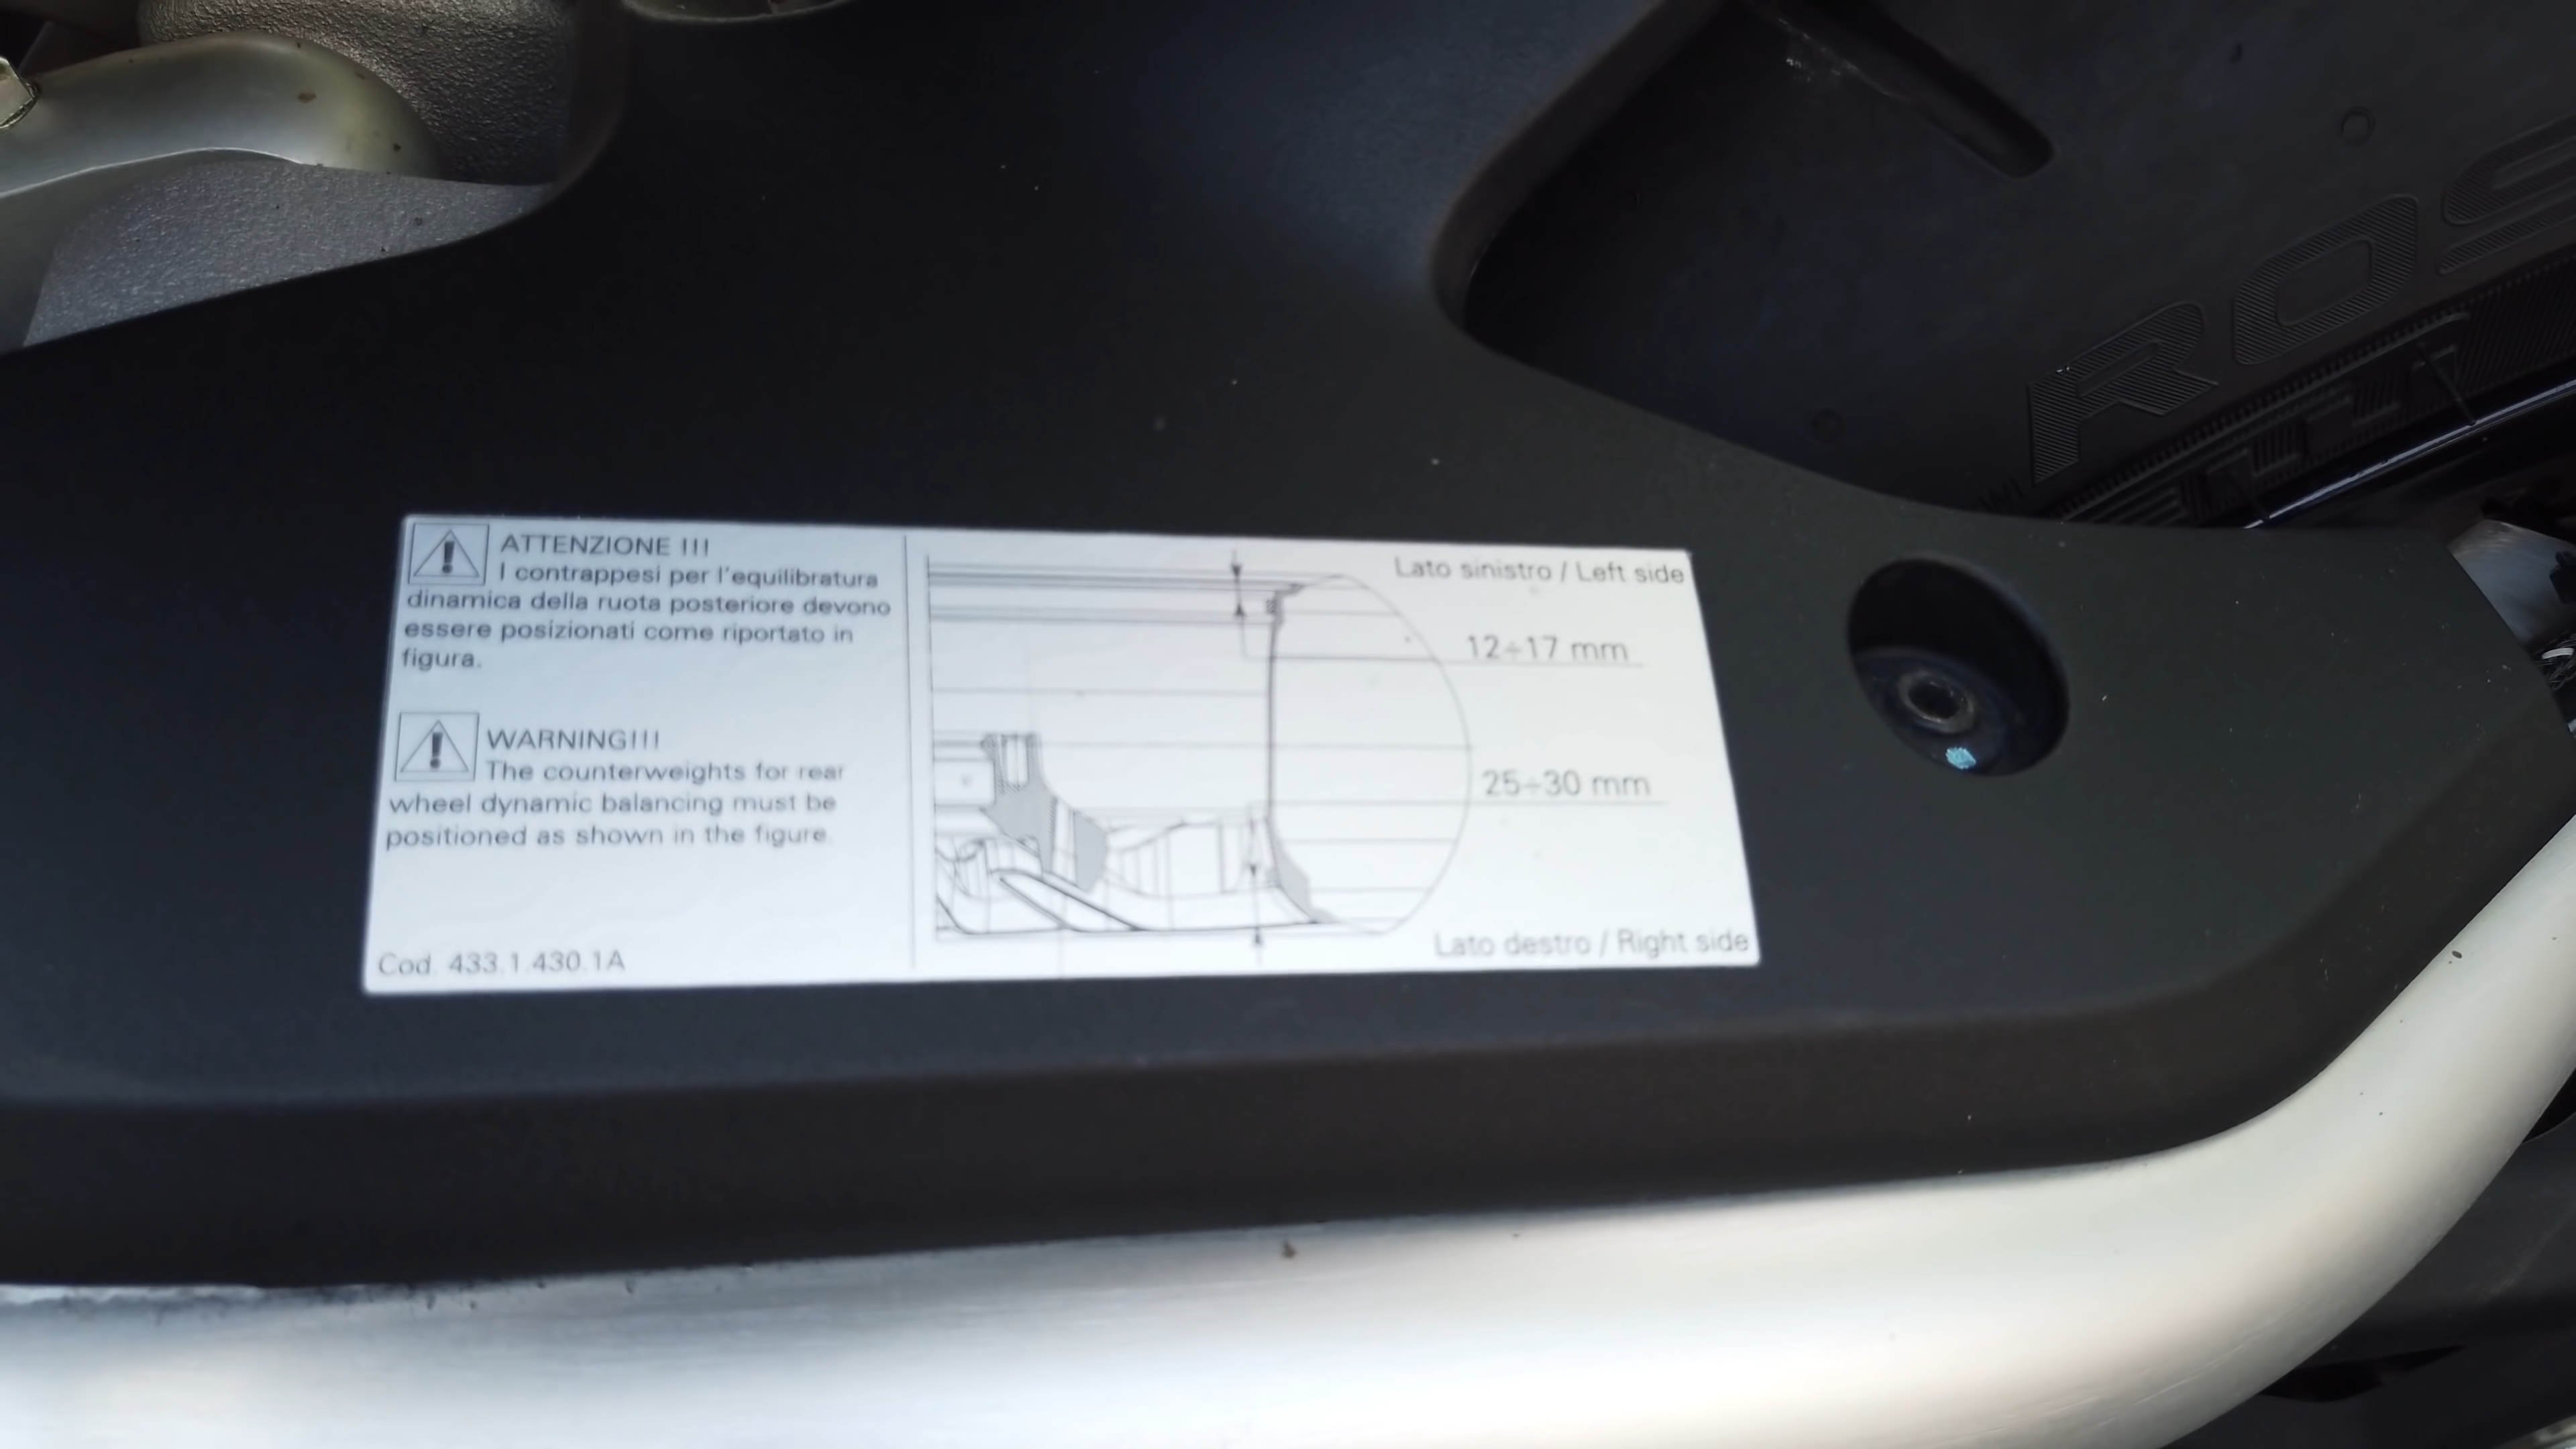 ATTENZIONE !!!
I contrappesi per l'equilibratura
dinamica della ruota posteriore devono
essere posizionati come riportato in
figura.
WARNING!!!
The counterweights for rear
wheel dynamic balancing must be
positioned as shown in the figure.
Cod. 433.1.430.1A
Lato sinistro / Left side
12÷17 mm
25÷30 mm
Lato destro / Right side